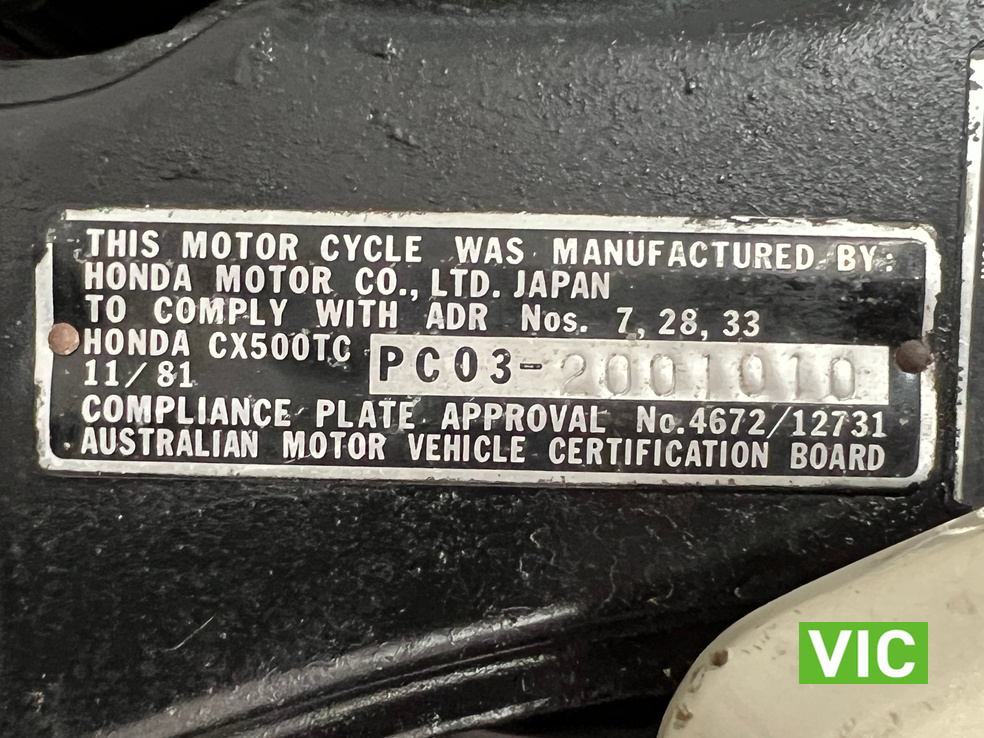 THIS MOTOR CYCLE WAS MANUFACTURED BY:
HONDA MOTOR CO., LTD. JAPAN
TO COMPLY WITH ADR Nos. 7, 28, 33
HONDA CX500TC PC03-2001010
11/81
COMPLIANCE PLATE APPROVAL No. 4672/12731
AUSTRALIAN MOTOR VEHICLE CERTIFICATION BOARD
VIC